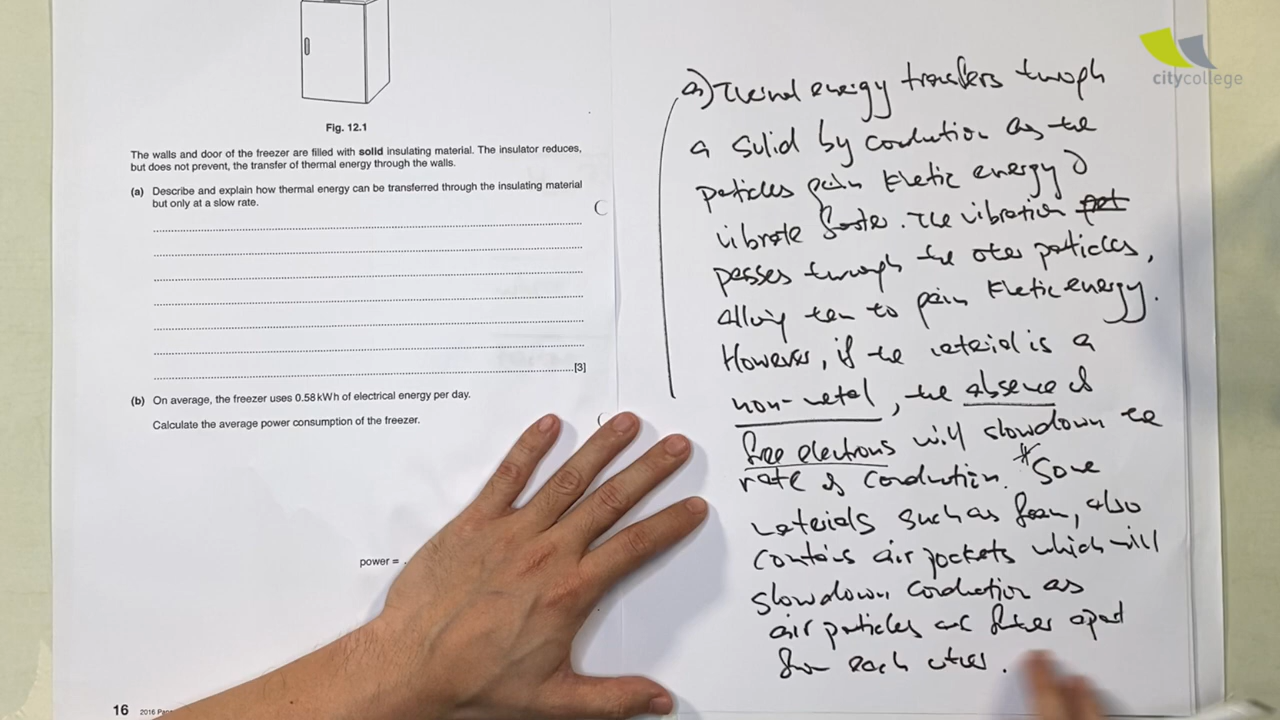 Fig. 12.1
The walls and door of the freezer are filled with solid insulating material. The insulator reduces,
but does not prevent, the transfer of thermal energy through the walls.
(a) Describe and explain how thermal energy can be transferred through the insulating material
but only at a slow rate.
[3]
(b) On average, the freezer uses 0.58 kWh of electrical energy per day.
Calculate the average power consumption of the freezer.
power =
16 2016
citycollege
a) Thermal energy transfers through
a solid by conduction as the
particles gain kinetic energy &
vibrate faster. The vibration
passes through the other particles,
allowing them to gain kinetic energy.
However, if the material is a
non-metal, the absence of
free electrons will slowdown the
rate of conduction. *Some
materials such as foam, also
contains air pockets which will
slowdown conduction as
air particles are further apart
from each others.